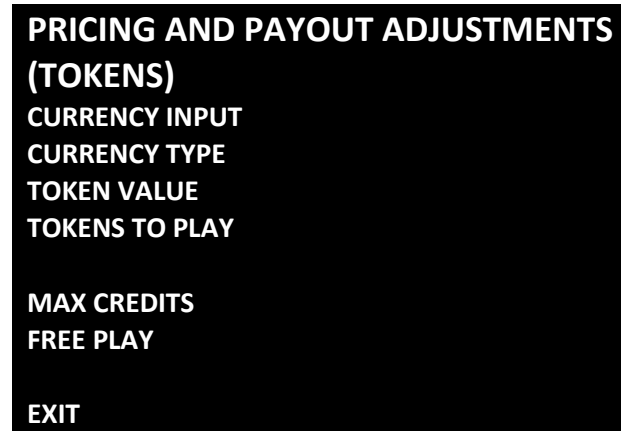 PRICING AND PAYOUT ADJUSTMENTS
(TOKENS)
CURRENCY INPUT
CURRENCY TYPE
TOKEN VALUE
TOKENS TO PLAY
MAX CREDITS
FREE PLAY
EXIT